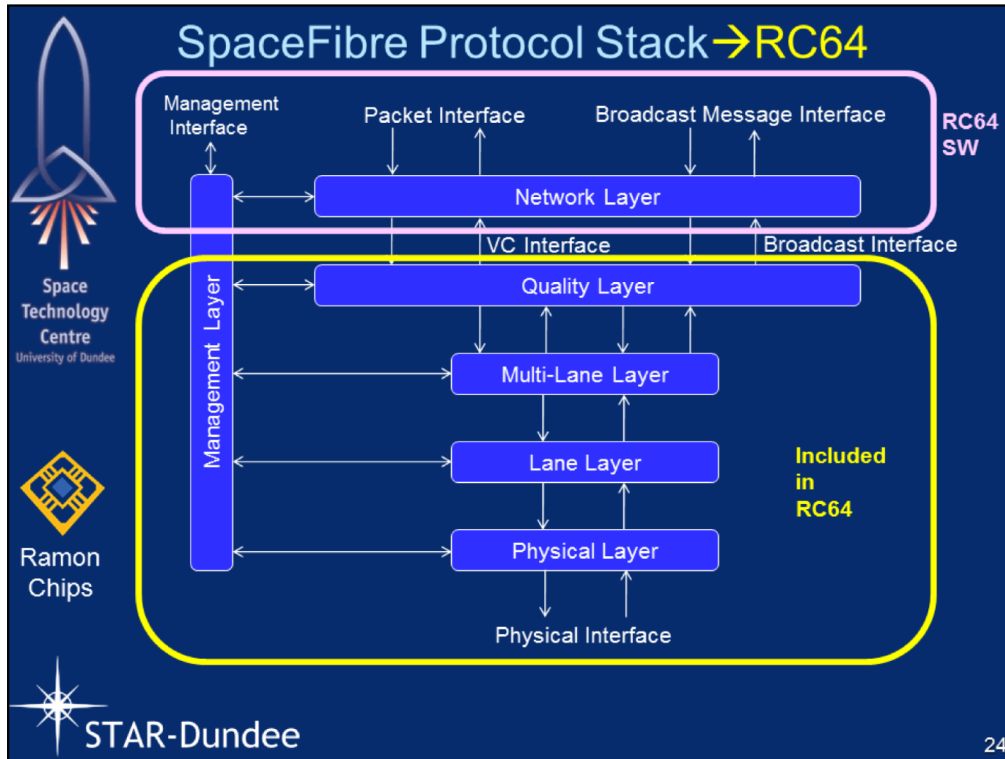 SpaceFibre Protocol Stack→RC64
Management
Interface
Packet Interface
Broadcast Message Interface
RC64
SW
Network Layer
VC Interface
Broadcast Interface
Management Layer
Quality Layer
Multi-Lane Layer
Lane Layer
Physical Layer
Physical Interface
Included
in
RC64
Space
Technology
Centre
University of Dundee
Ramon
Chips
STAR-Dundee
24